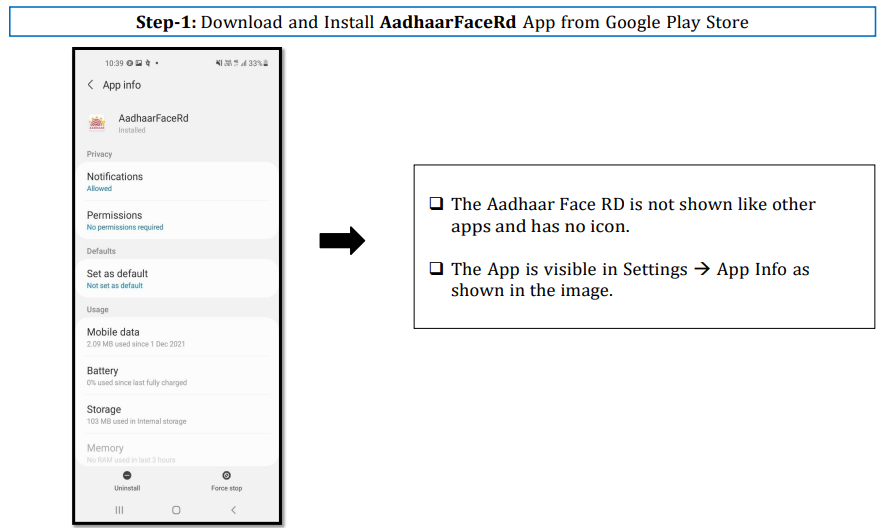 Step-1: Download and Install AadhaarFaceRd App from Google Play Store
10:39
33%
App info
AadhaarFaceRd
Installed
Privacy
Notifications
Allowed
Permissions
No permissions required
Defaults
Set as default
Not set as default
Usage
Mobile data
2.09 MB used since 1 Dec 2021
Battery
0% used since last fully charged
Storage
103 MB used in Internal storage
Memory
No RAM used in last 3 hours
Uninstall
Force stop
The Aadhaar Face RD is not shown like other
apps and has no icon.
The App is visible in Settings → App Info as
shown in the image.